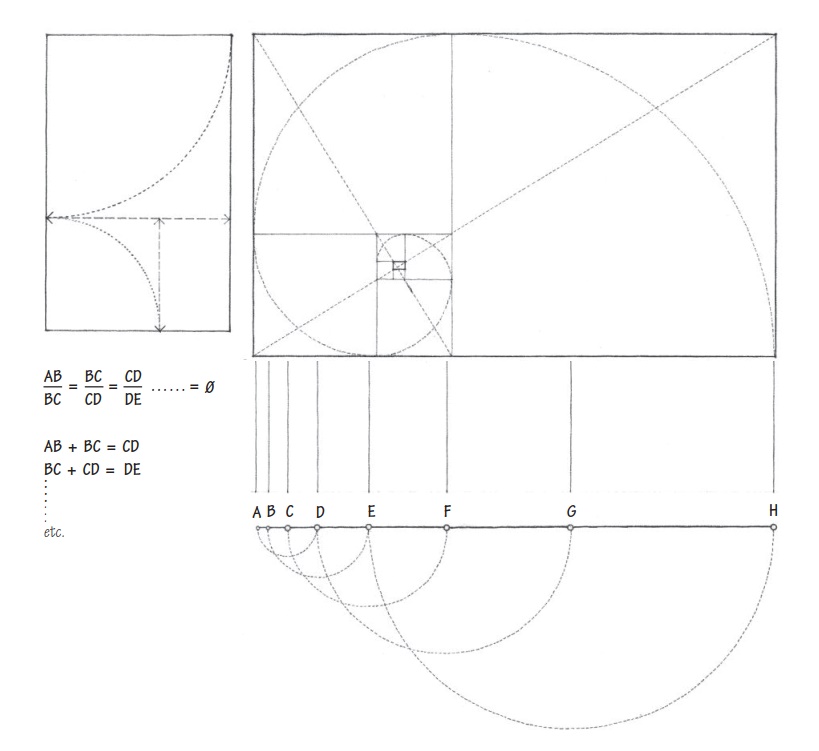 AB/BC = BC/CD = CD/DE ...... = Ø
AB + BC = CD
BC + CD = DE
etc.
A B C D E F G H